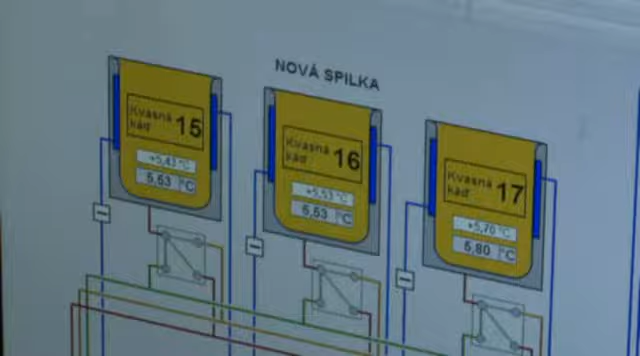 NOVÁ SPILKA
Kvasná
káď 15
+5,43 °C
5,53 °C
Kvasná
káď 16
+5,53 °C
5,53 °C
Kvasná
káď 17
+5,70 °C
5,80 °C